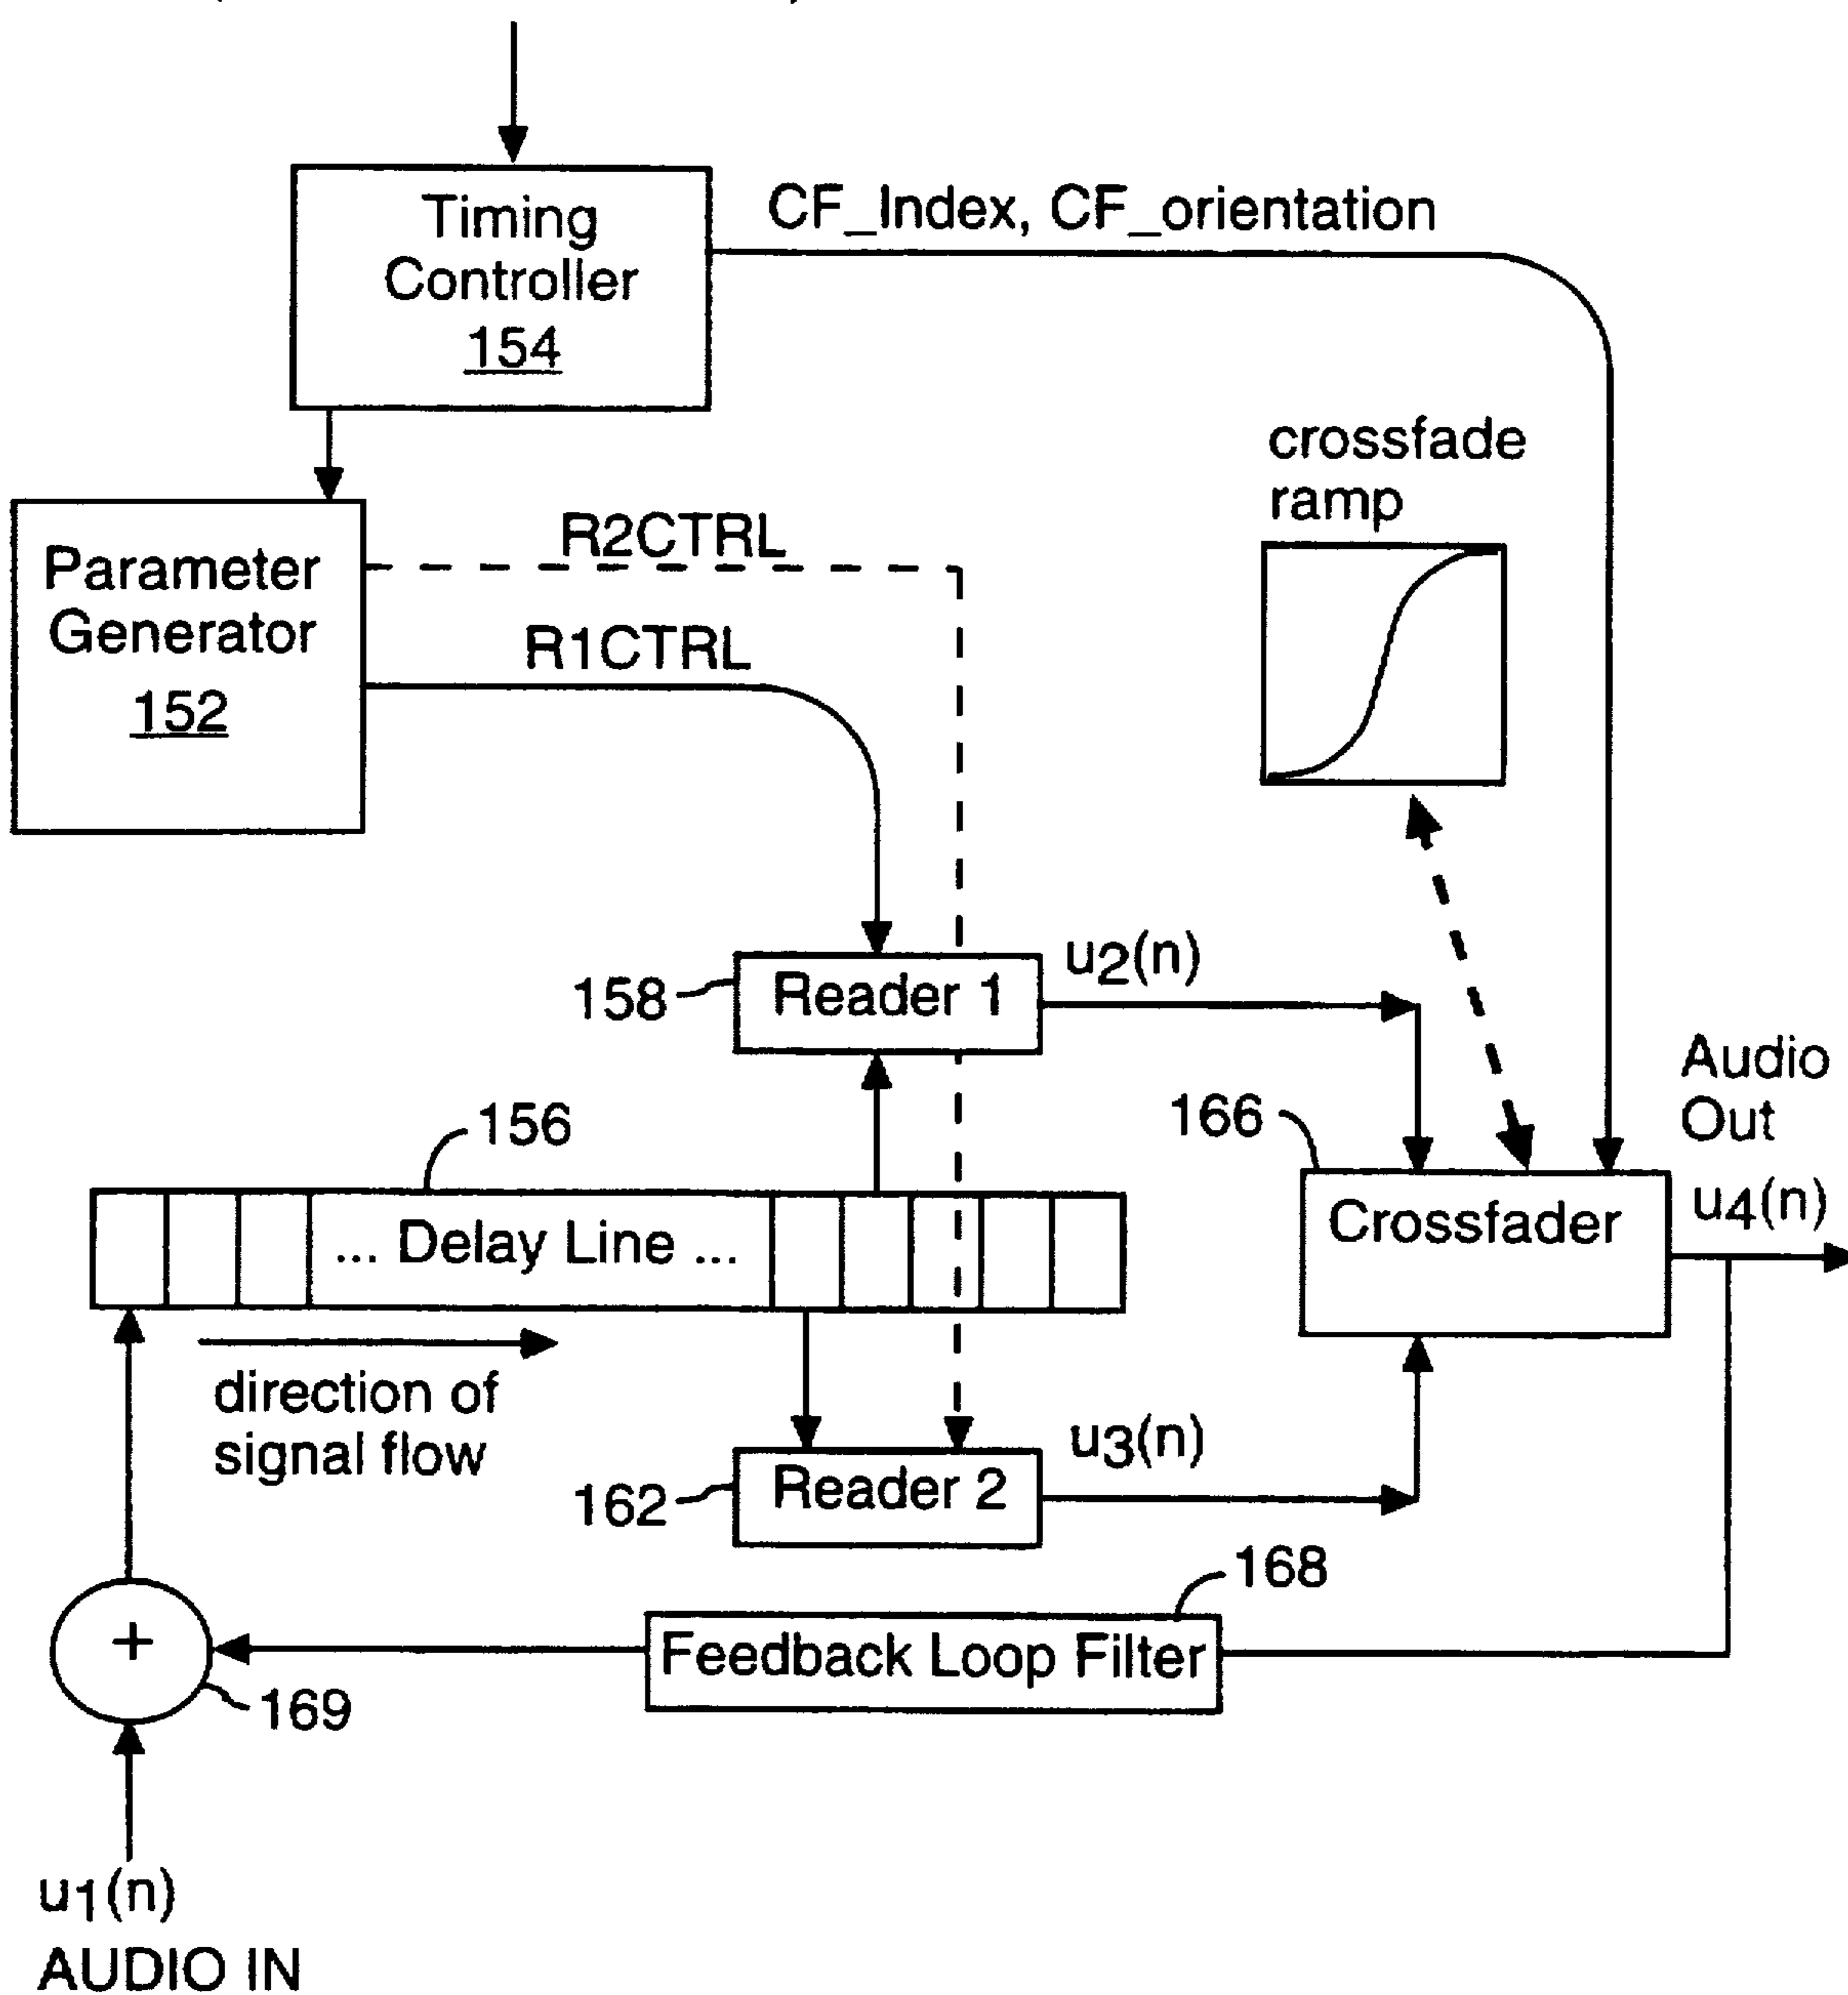 Timing
Controller
154
CF_Index, CF_orientation
crossfade
ramp
Parameter
Generator
152
R2CTRL
R1CTRL
158
Reader 1
u2(n)
156
166
Audio
Out
... Delay Line ...
Crossfader
u4(n)
direction of
signal flow
162
Reader 2
u3(n)
168
+
Feedback Loop Filter
169
u1(n)
AUDIO IN